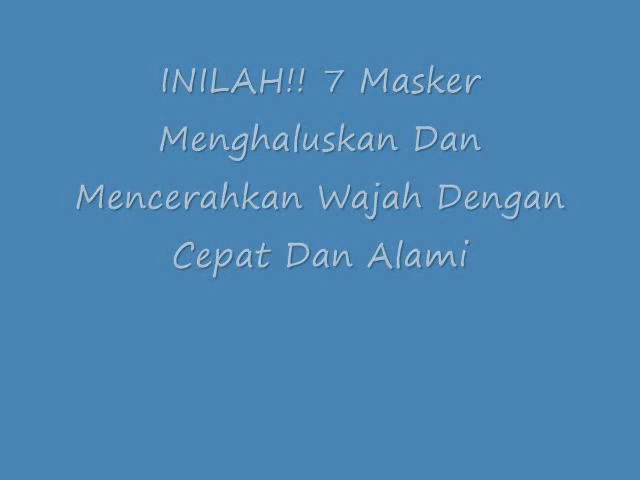 INILAH!! 7 Masker
Menghaluskan Dan
Mencerahkan Wajah Dengan
Cepat Dan Alami